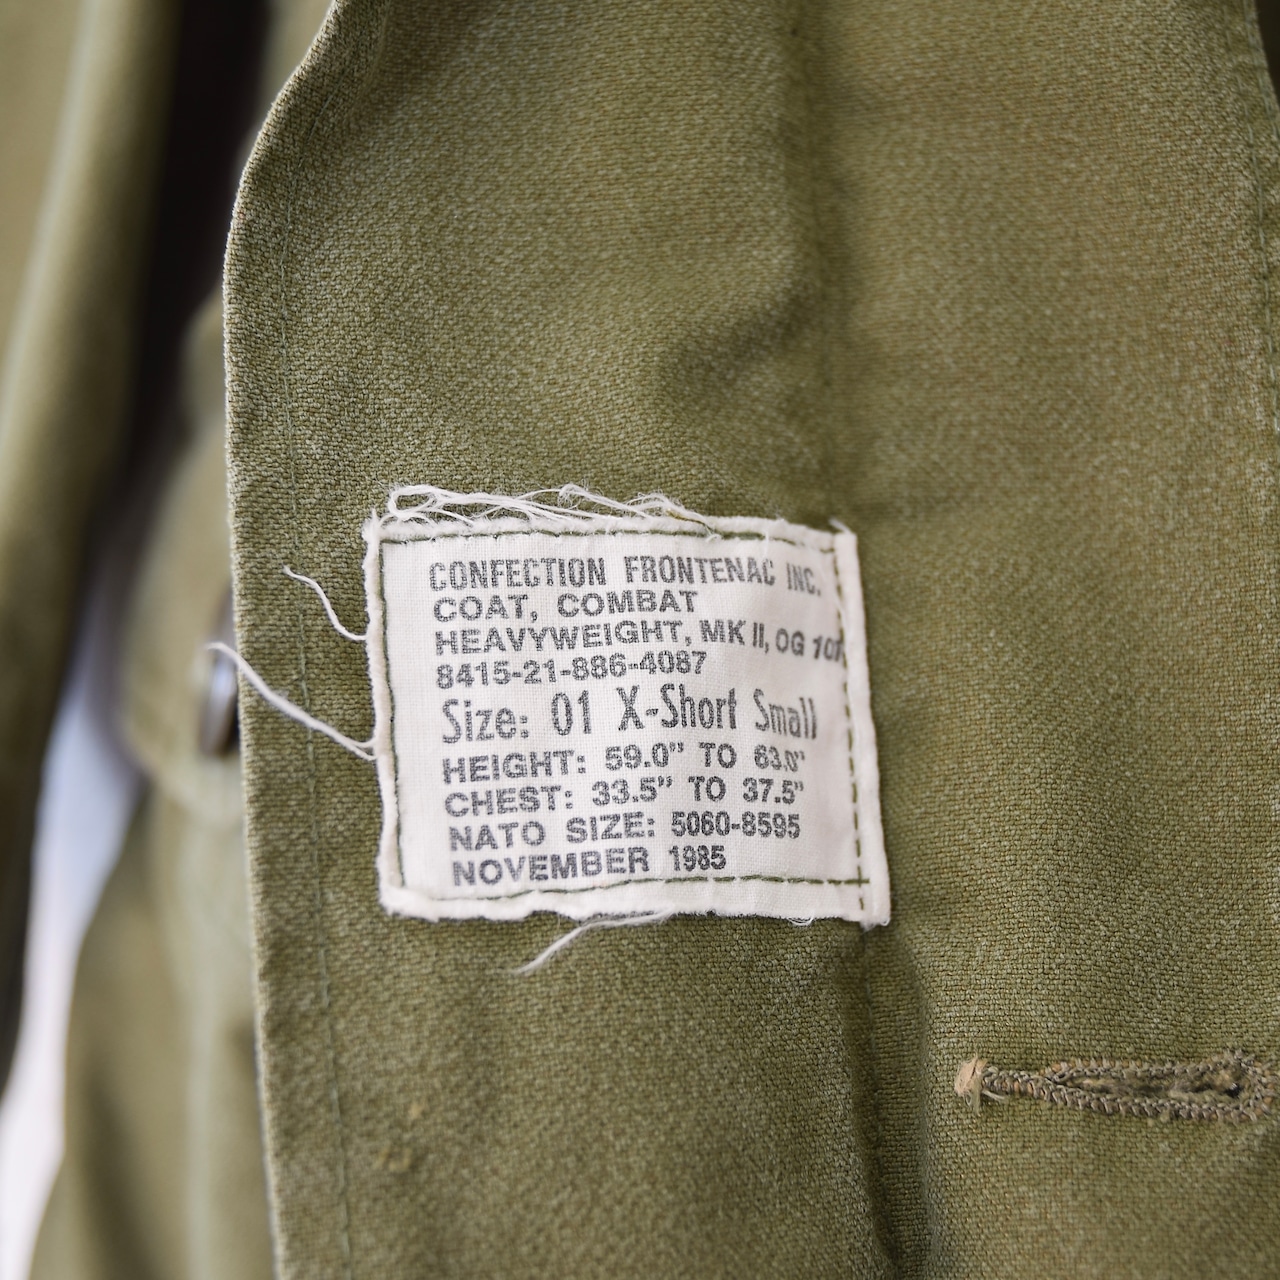 CONFECTION FRONTENAC INC.
COAT, COMBAT
HEAVYWEIGHT, MK II, OG 107
8415-21-886-4087
Size: 01 X-Short Small
HEIGHT: 59.0" TO 63.0"
CHEST: 33.5" TO 37.5"
NATO SIZE: 5060-8595
NOVEMBER 1985